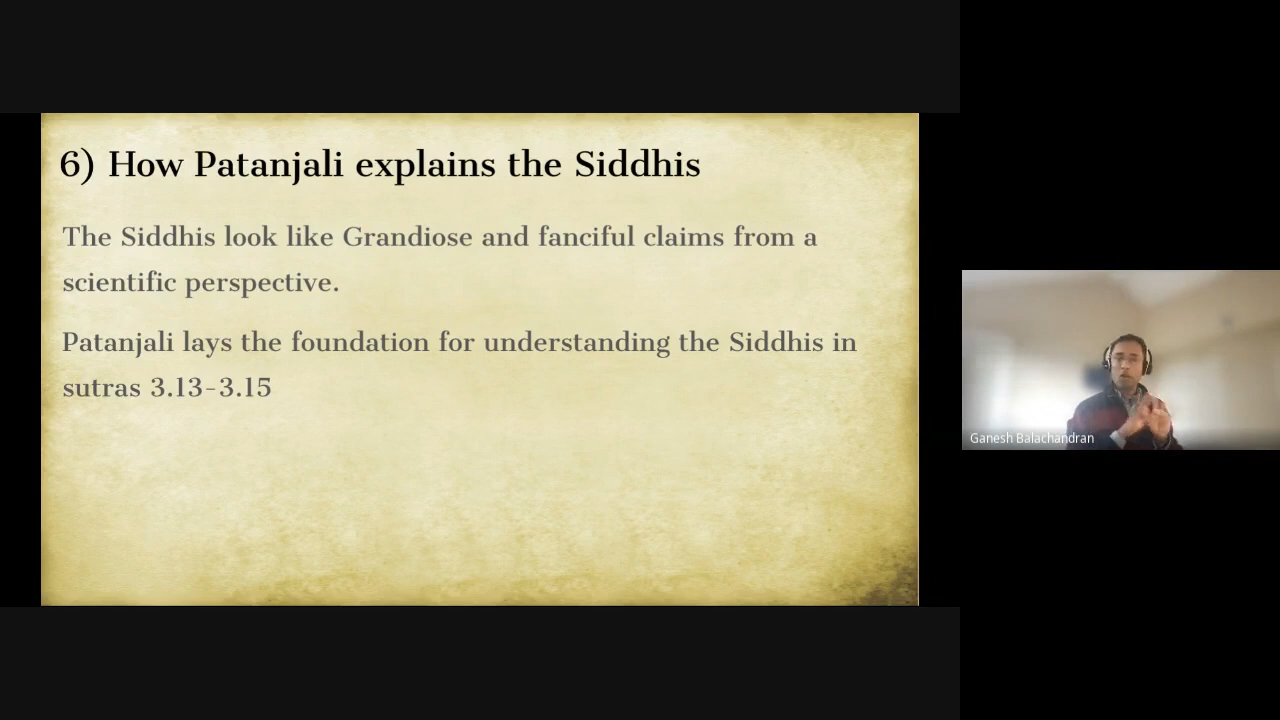 6) How Patanjali explains the Siddhis
The Siddhis look like Grandiose and fanciful claims from a
scientific perspective.
Patanjali lays the foundation for understanding the Siddhis in
sutras 3.13-3.15
Ganesh Balachandran